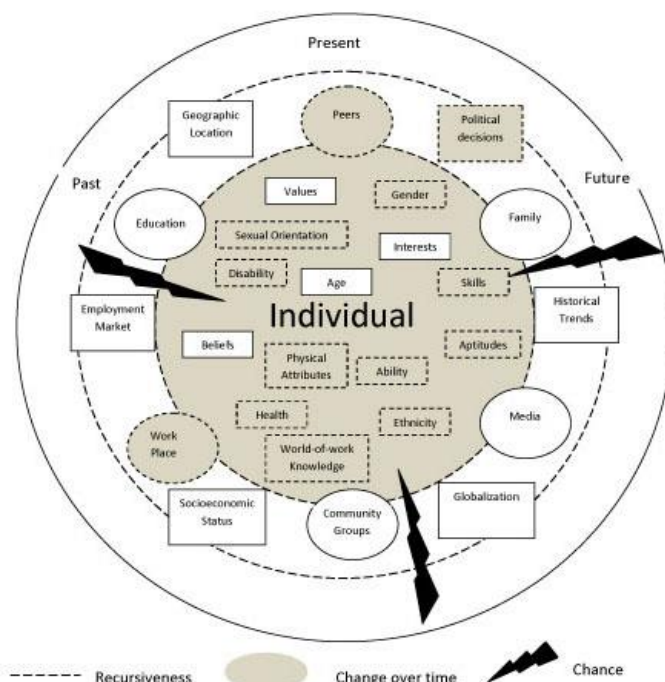 Present
Geographic
Location
Peers
Political
decisions
Past
Future
Values
Gender
Education
Family
Sexual Orientation
Interests
Disability
Age
Skills
Employment
Market
Individual
Historical
Trends
Beliefs
Physical
Attributes
Ability
Aptitudes
Health
Ethnicity
Media
Work
Place
World-of-work
Knowledge
Socioeconomic
Status
Community
Groups
Globalization
Recursiveness
Change over time
Chance